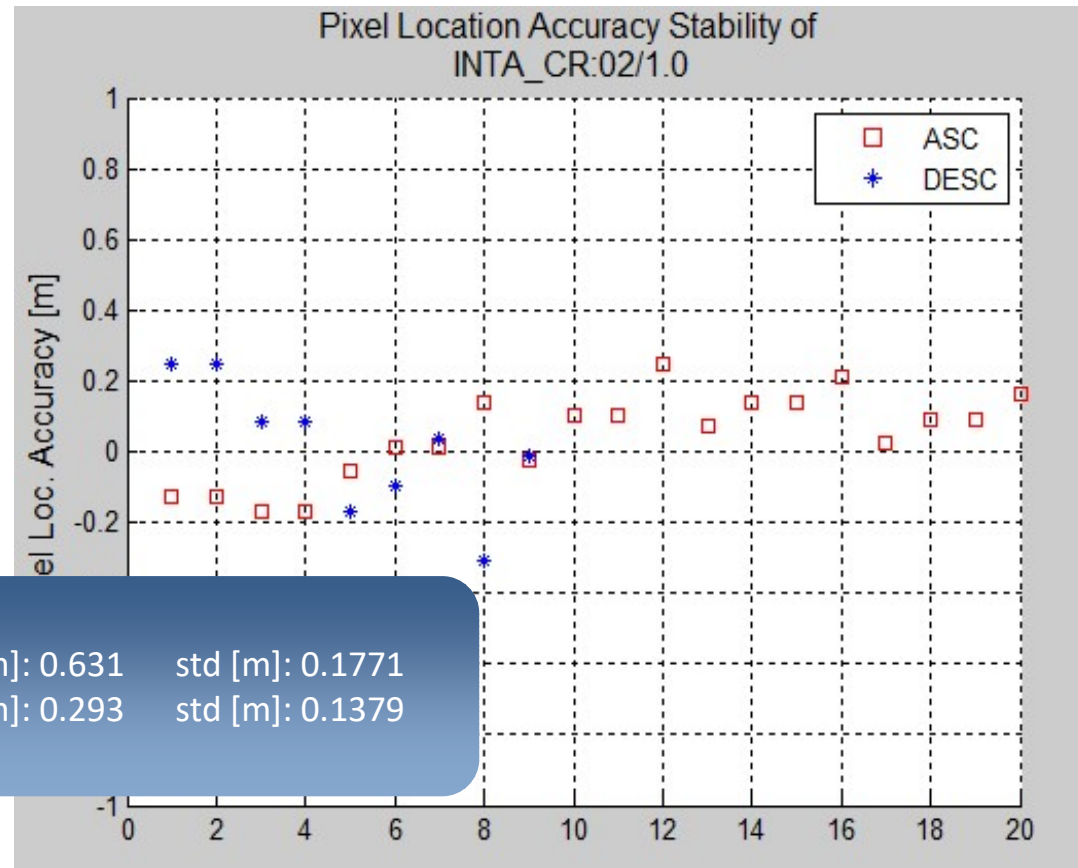 Pixel Location Accuracy Stability of
INTA_CR:02/1.0
ASC
DESC
Loc. Accuracy [m]
1
0.8
0.6
0.4
0.2
0
-0.2
-1
]: 0.631 std [m]: 0.1771
]: 0.293 std [m]: 0.1379
0 2 4 6 8 10 12 14 16 18 20